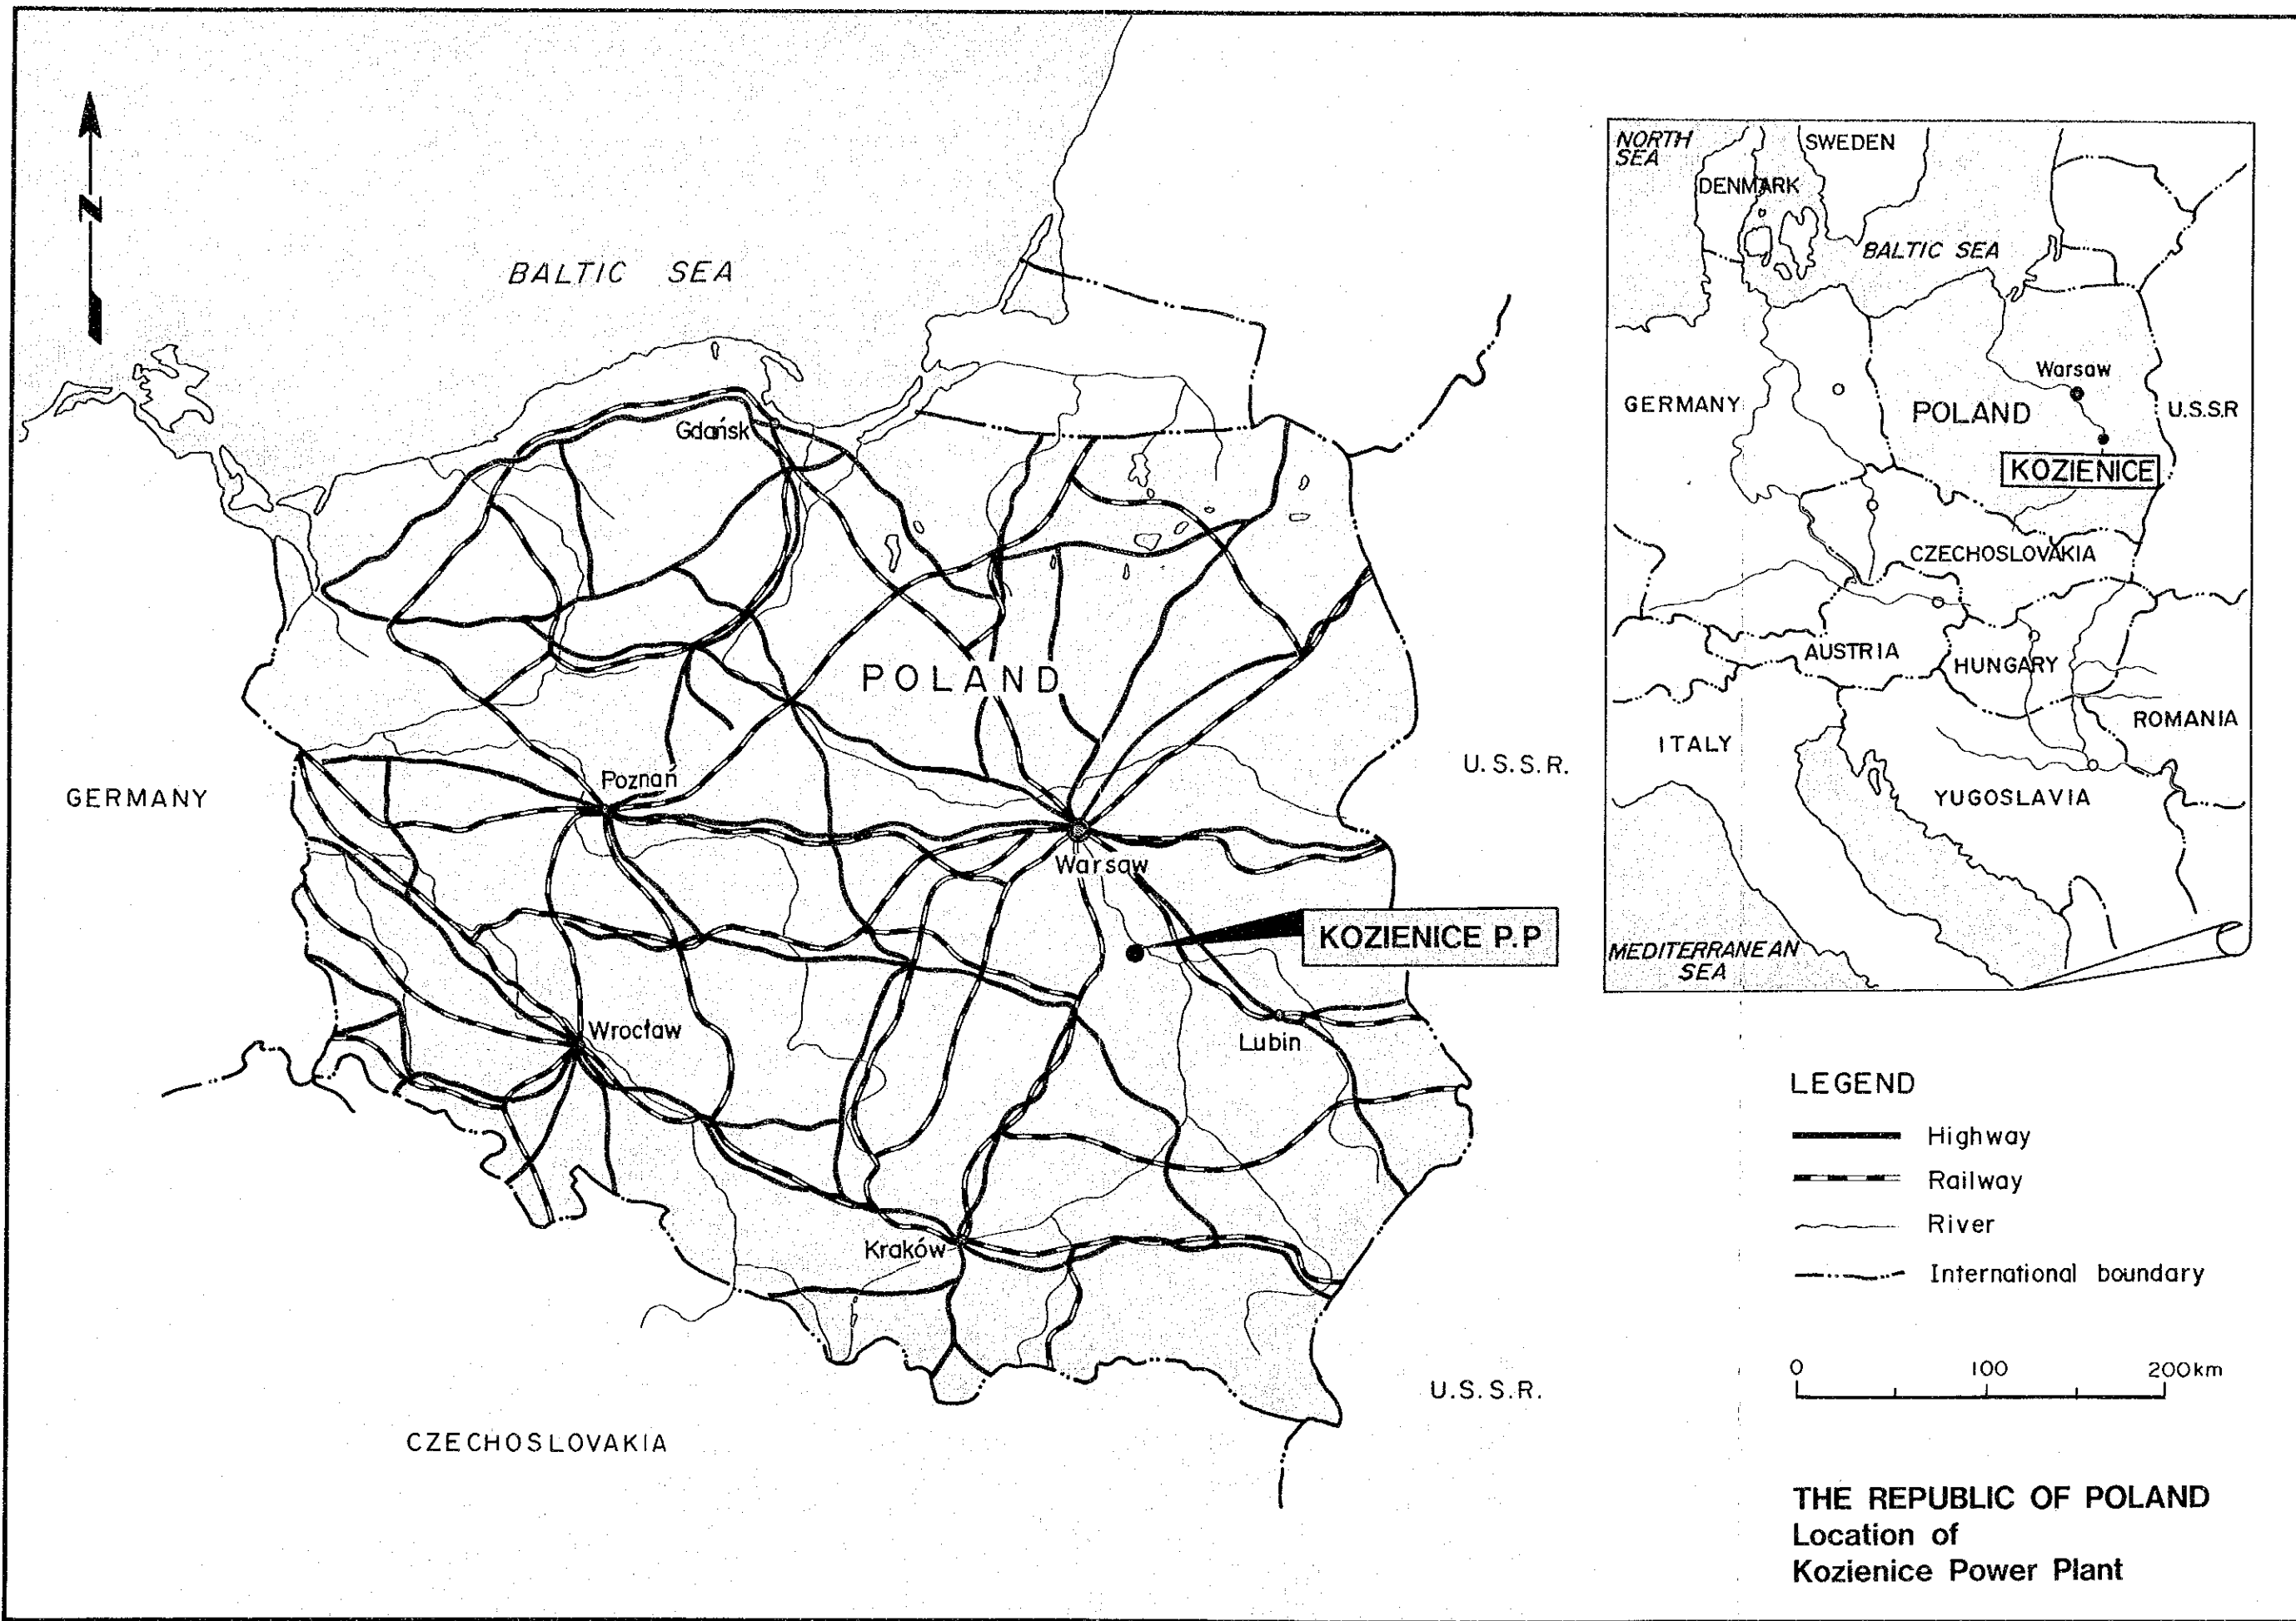 N
BALTIC SEA
Gdańsk
POLAND
Poznań
GERMANY
U.S.S.R.
Warsaw
KOZIENICE P.P
Wrocław
Lubin
Kraków
U.S.S.R.
CZECHOSLOVAKIA
NORTH
SEA
SWEDEN
DENMARK
BALTIC SEA
Warsaw
GERMANY
POLAND
U.S.S.R
KOZIENICE
CZECHOSLOVAKIA
AUSTRIA
HUNGARY
ROMANIA
ITALY
YUGOSLAVIA
MEDITERRANEAN
SEA
LEGEND
Highway
Railway
River
International boundary
0 100 200km
THE REPUBLIC OF POLAND
Location of
Kozienice Power Plant